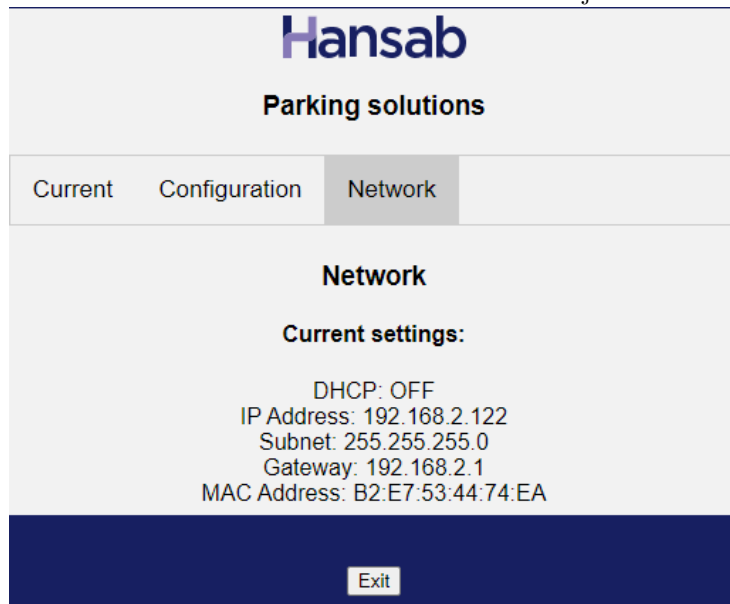 Hansab
Parking solutions
Current Configuration Network
Network
Current settings:
DHCP: OFF
IP Address: 192.168.2.122
Subnet: 255.255.255.0
Gateway: 192.168.2.1
MAC Address: B2:E7:53:44:74:EA
Exit